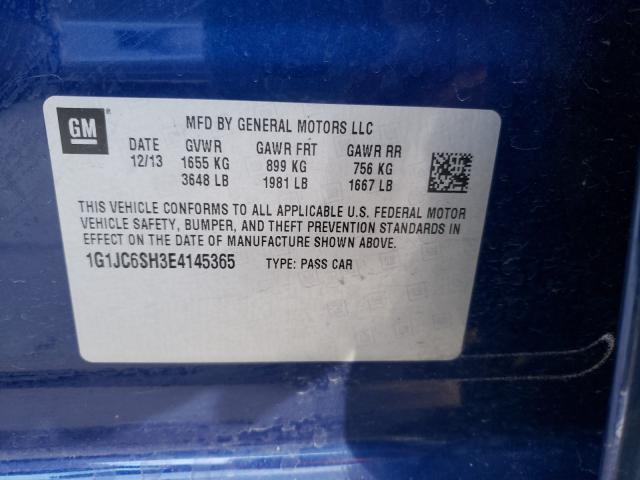 GM
MFD BY GENERAL MOTORS LLC
DATE GVWR GAWR FRT GAWR RR
12/13 1655 KG 899 KG 756 KG
3648 LB 1981 LB 1667 LB
THIS VEHICLE CONFORMS TO ALL APPLICABLE U.S. FEDERAL MOTOR
VEHICLE SAFETY, BUMPER, AND THEFT PREVENTION STANDARDS IN
EFFECT ON THE DATE OF MANUFACTURE SHOWN ABOVE.
1G1JC6SH3E4145365 TYPE: PASS CAR